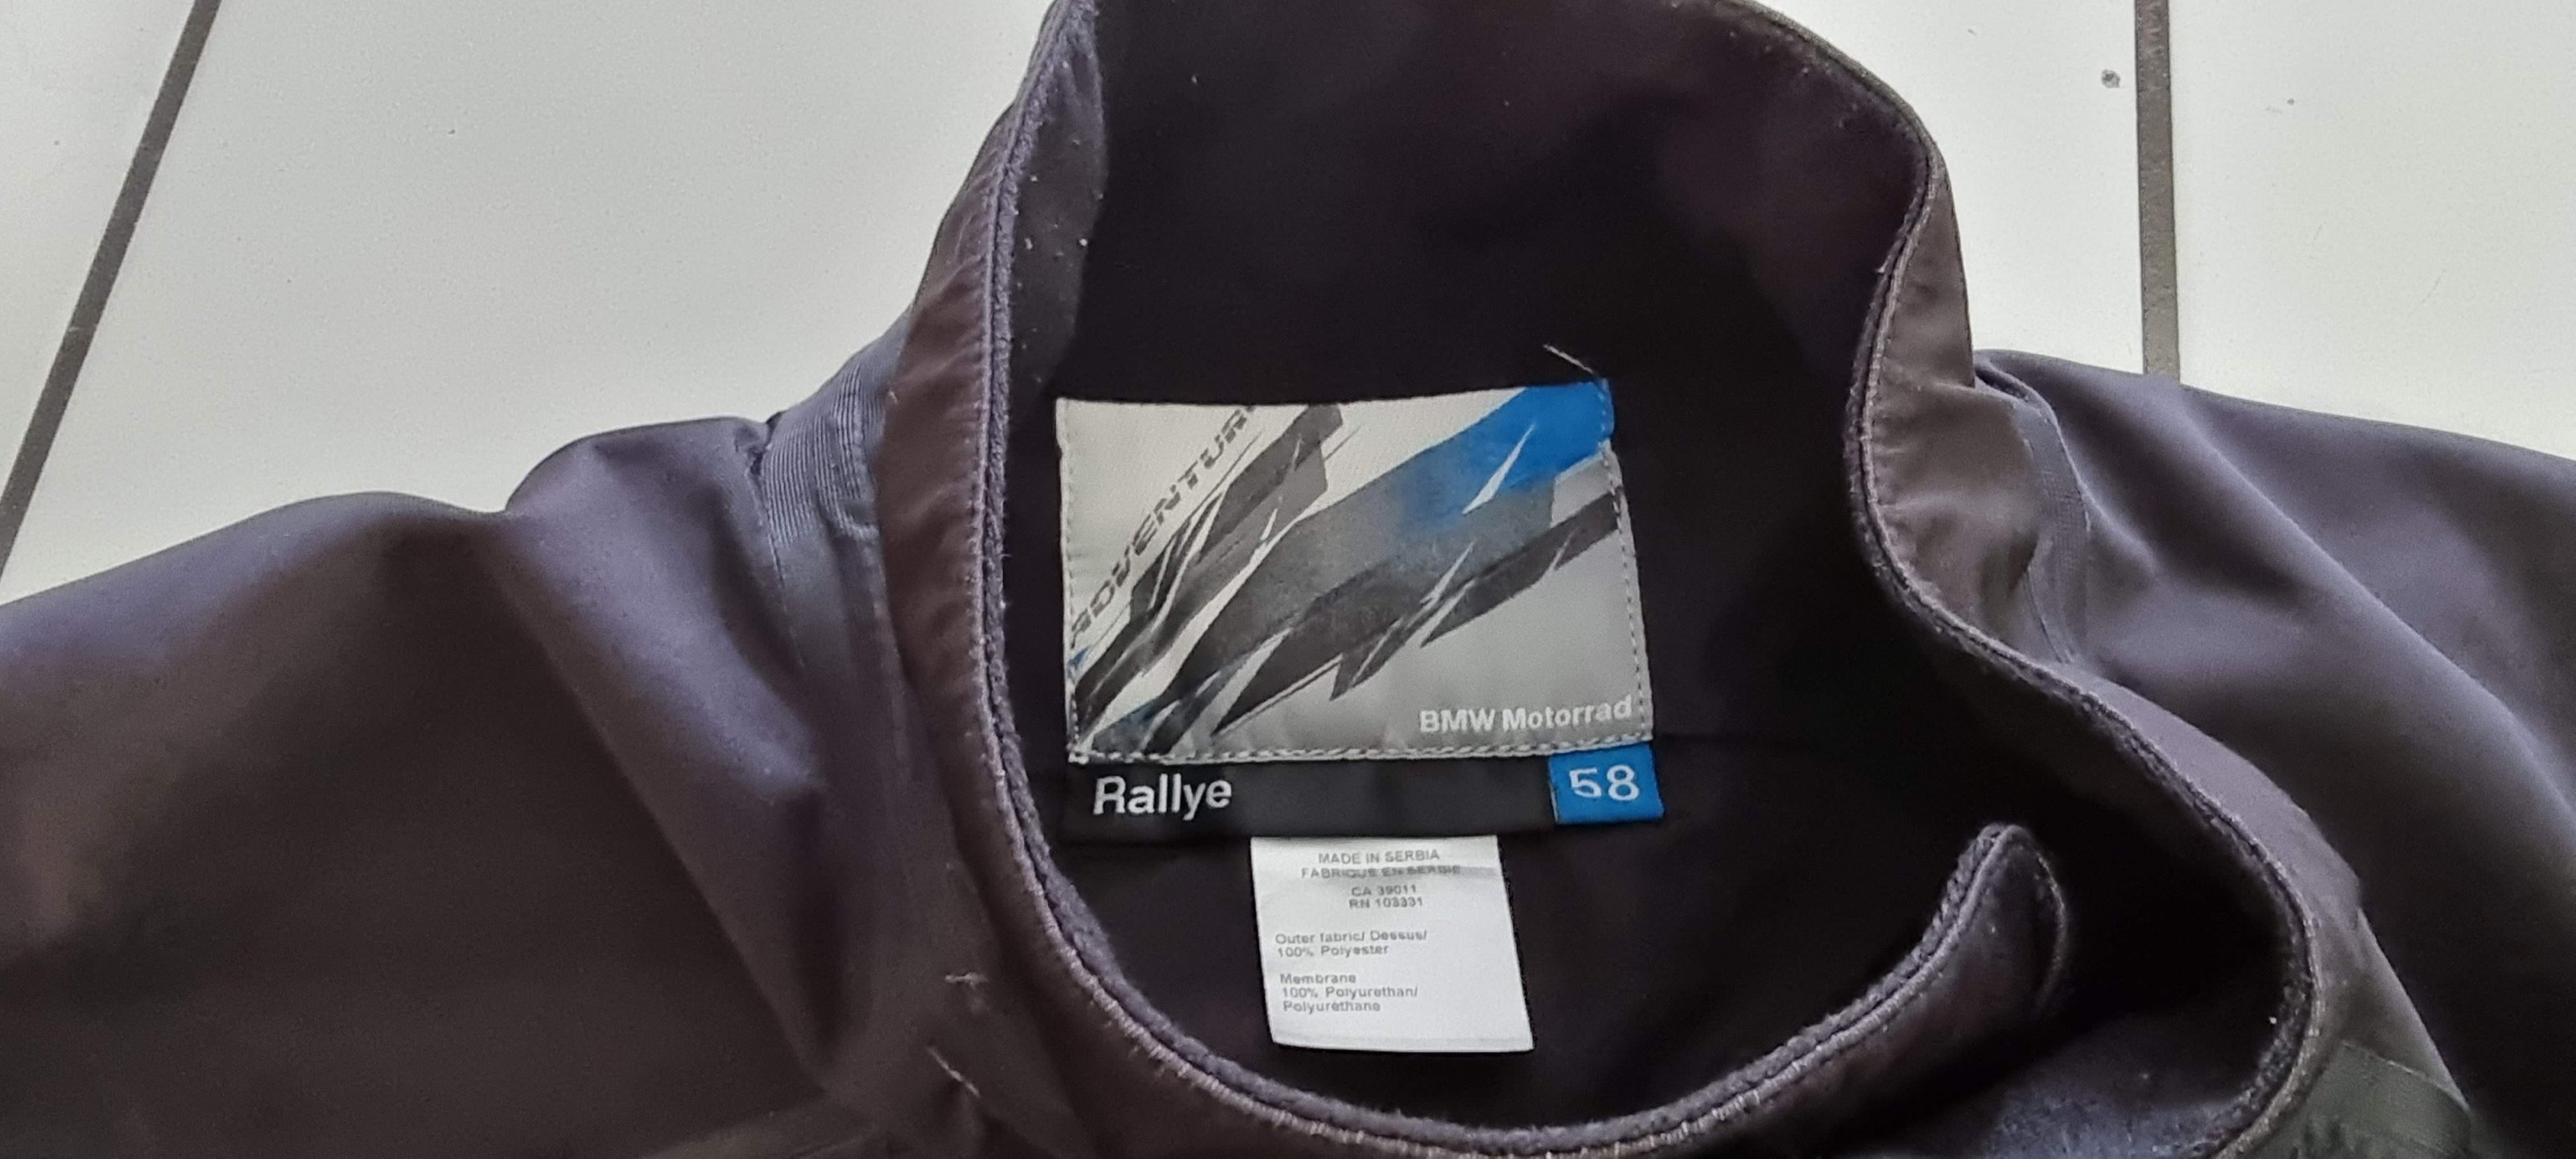 ADVENTURE
BMW Motorrad
Rallye 58
MADE IN SERBIA
FABRIQUE EN SERBIE
CA 39011
RN 103331
Outer fabric/ Dessus/
100% Polyester
Membrane
100% Polyurethan/
Polyuréthane